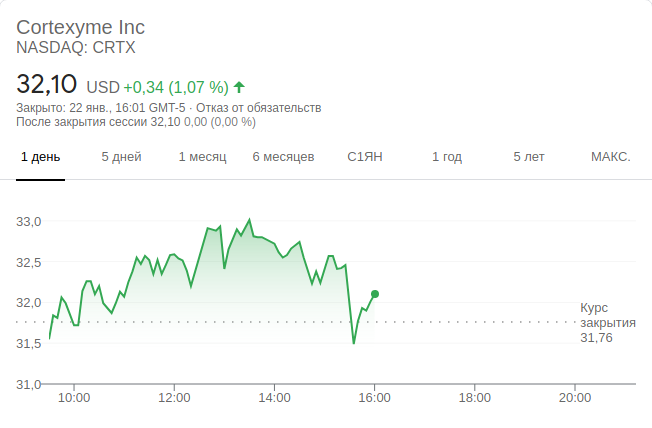 Cortexyme Inc
NASDAQ: CRTX
32,10 USD +0,34 (1,07 %)
Закрыто: 22 янв., 16:01 GMT-5 · Отказ от обязательств
После закрытия сессии 32,10 0,00 (0,00 %)
1 день 5 дней 1 месяц 6 месяцев С1ЯН 1 год 5 лет МАКС.
33,0
32,5
32,0
Курс
закрытия
31,76
31,5
31,0
10:00 12:00 14:00 16:00 18:00 20:00